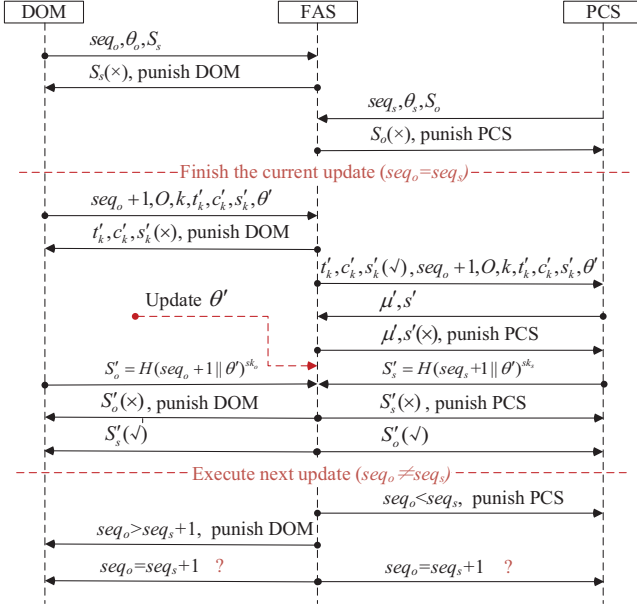 DOM FAS PCS
seq_o,θ_o,S_s
S_s(×), punish DOM
seq_s,θ_s,S_o
S_o(×), punish PCS
Finish the current update (seq_o=seq_s)
seq_o+1,O,k,t'_k,c'_k,s'_k,θ'
t'_k,c'_k,s'_k(×), punish DOM
t'_k,c'_k,s'_k(√),seq_o+1,O,k,t'_k,c'_k,s'_k,θ'
Update θ'
μ',s'
μ',s'(×), punish PCS
S'_o=H(seq_o+1||θ')^{sk_o} S'_s=H(seq_s+1||θ')^{sk_s}
S'_o(×), punish DOM S'_s(×), punish PCS
S'_s(√) S'_o(√)
Execute next update (seq_o≠seq_s)
seq_o<seq_s, punish PCS
seq_o>seq_s+1, punish DOM
seq_o=seq_s+1 ? seq_o=seq_s+1 ?